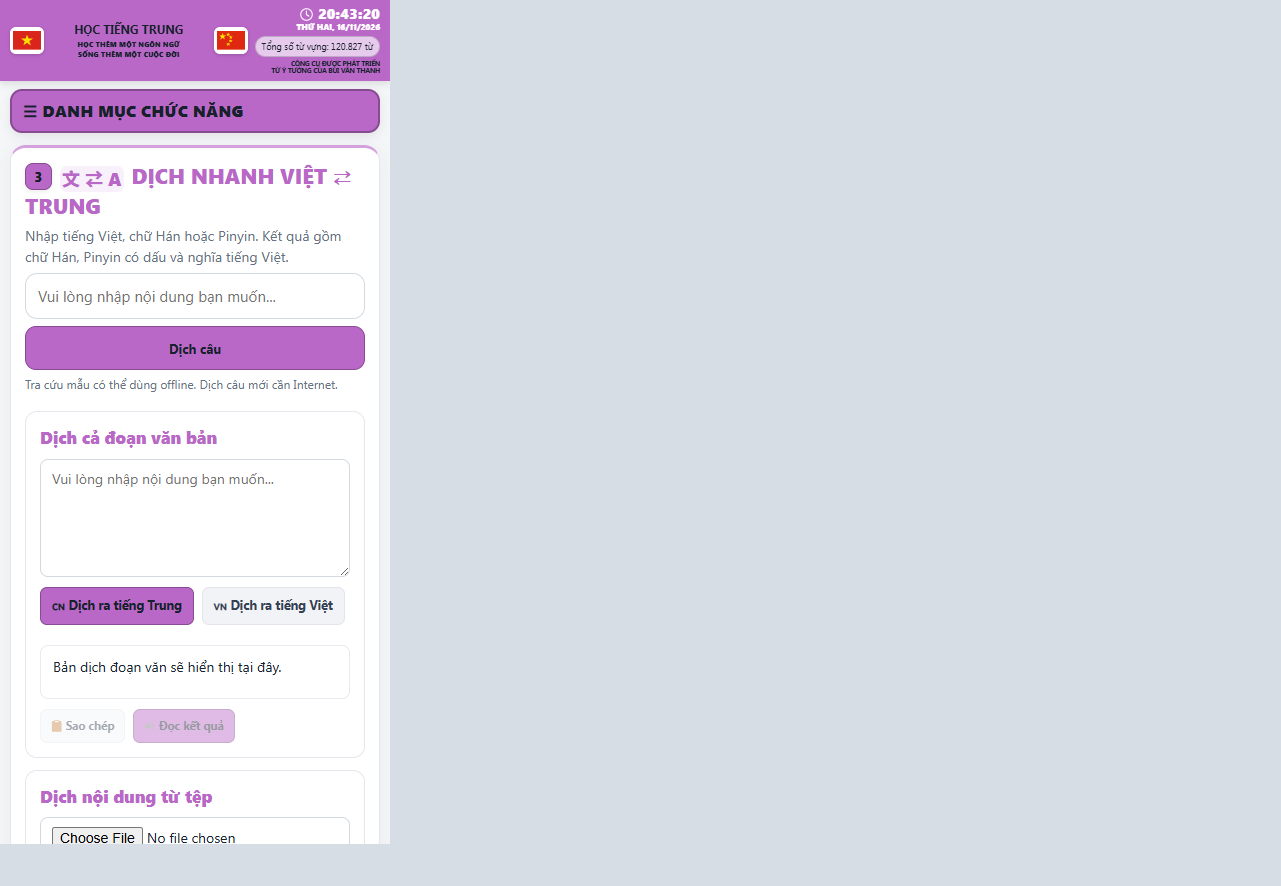 HỌC TIẾNG TRUNG
HỌC THÊM MỘT NGÔN NGỮ
SỐNG THÊM MỘT CUỘC ĐỜI
20:43:20
THỨ HAI, 16/11/2026
Tổng số từ vựng: 120.827 từ
CÔNG CỤ ĐƯỢC PHÁT TRIỂN
TỪ Ý TƯỞNG CỦA BÙI VĂN THANH
☰ DANH MỤC CHỨC NĂNG
3 文 ⇄ A DỊCH NHANH VIỆT ⇄
TRUNG
Nhập tiếng Việt, chữ Hán hoặc Pinyin. Kết quả gồm
chữ Hán, Pinyin có dấu và nghĩa tiếng Việt.
Vui lòng nhập nội dung bạn muốn...
Dịch câu
Tra cứu mẫu có thể dùng offline. Dịch câu mới cần Internet.
Dịch cả đoạn văn bản
Vui lòng nhập nội dung bạn muốn...
CN Dịch ra tiếng Trung
VN Dịch ra tiếng Việt
Bản dịch đoạn văn sẽ hiển thị tại đây.
Sao chép
Đọc kết quả
Dịch nội dung từ tệp
Choose File No file chosen